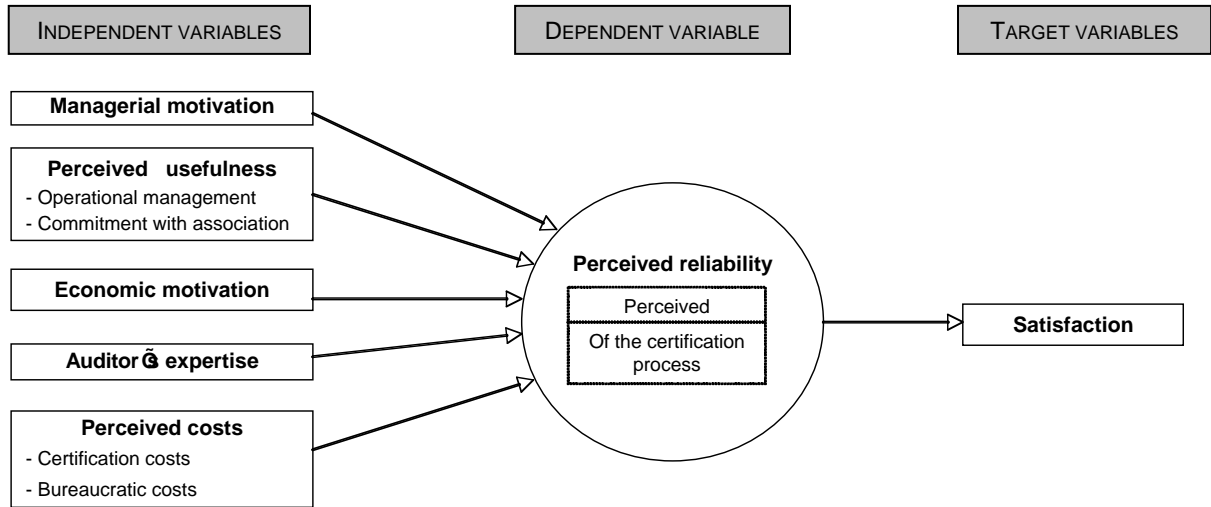 INDEPENDENT VARIABLES
DEPENDENT VARIABLE
TARGET VARIABLES
Managerial motivation
Perceived usefulness
- Operational management
- Commitment with association
Economic motivation
Auditor expertise
Perceived costs
- Certification costs
- Bureaucratic costs
Perceived reliability
Perceived
Of the certification
process
Satisfaction